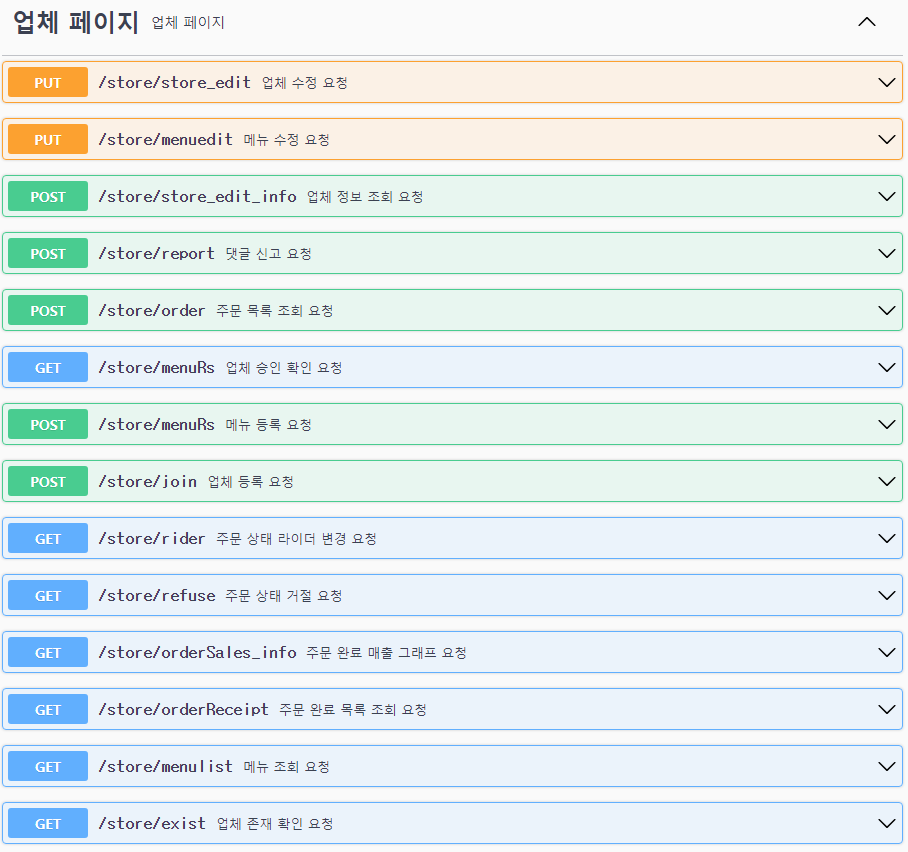 업체 페이지 업체 페이지
PUT /store/store_edit 업체 수정 요청
PUT /store/menuedit 메뉴 수정 요청
POST /store/store_edit_info 업체 정보 조회 요청
POST /store/report 댓글 신고 요청
POST /store/order 주문 목록 조회 요청
GET /store/menuRs 업체 승인 확인 요청
POST /store/menuRs 메뉴 등록 요청
POST /store/join 업체 등록 요청
GET /store/rider 주문 상태 라이더 변경 요청
GET /store/refuse 주문 상태 거절 요청
GET /store/orderSales_info 주문 완료 매출 그래프 요청
GET /store/orderReceipt 주문 완료 목록 조회 요청
GET /store/menulist 메뉴 조회 요청
GET /store/exist 업체 존재 확인 요청